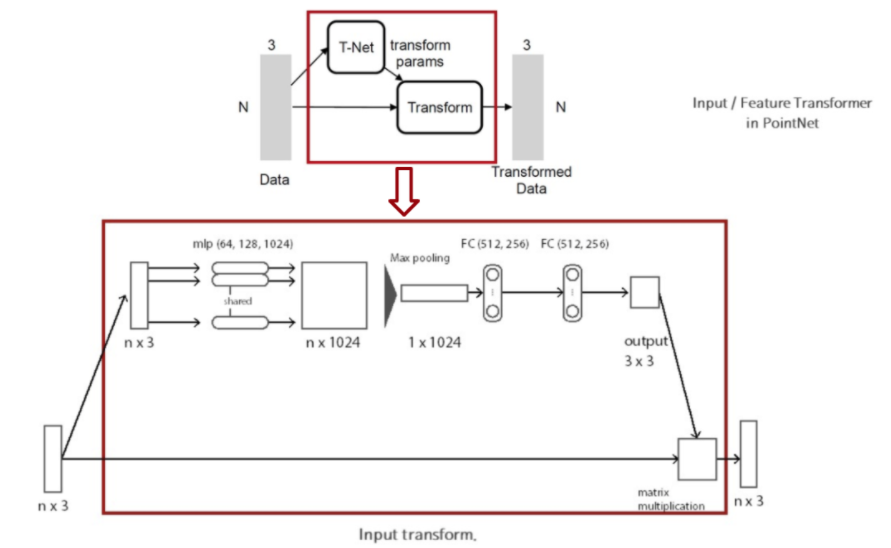 3
T-Net
transform
params
3
N
Transform
N
Input / Feature Transformer
in PointNet
Data
Transformed
Data
mlp (64, 128, 1024)
FC (512, 256)
FC (512, 256)
Max pooling
shared
n x 3
n x 1024
1 x 1024
output
3 x 3
n x 3
matrix
multiplication
n x 3
Input transform.